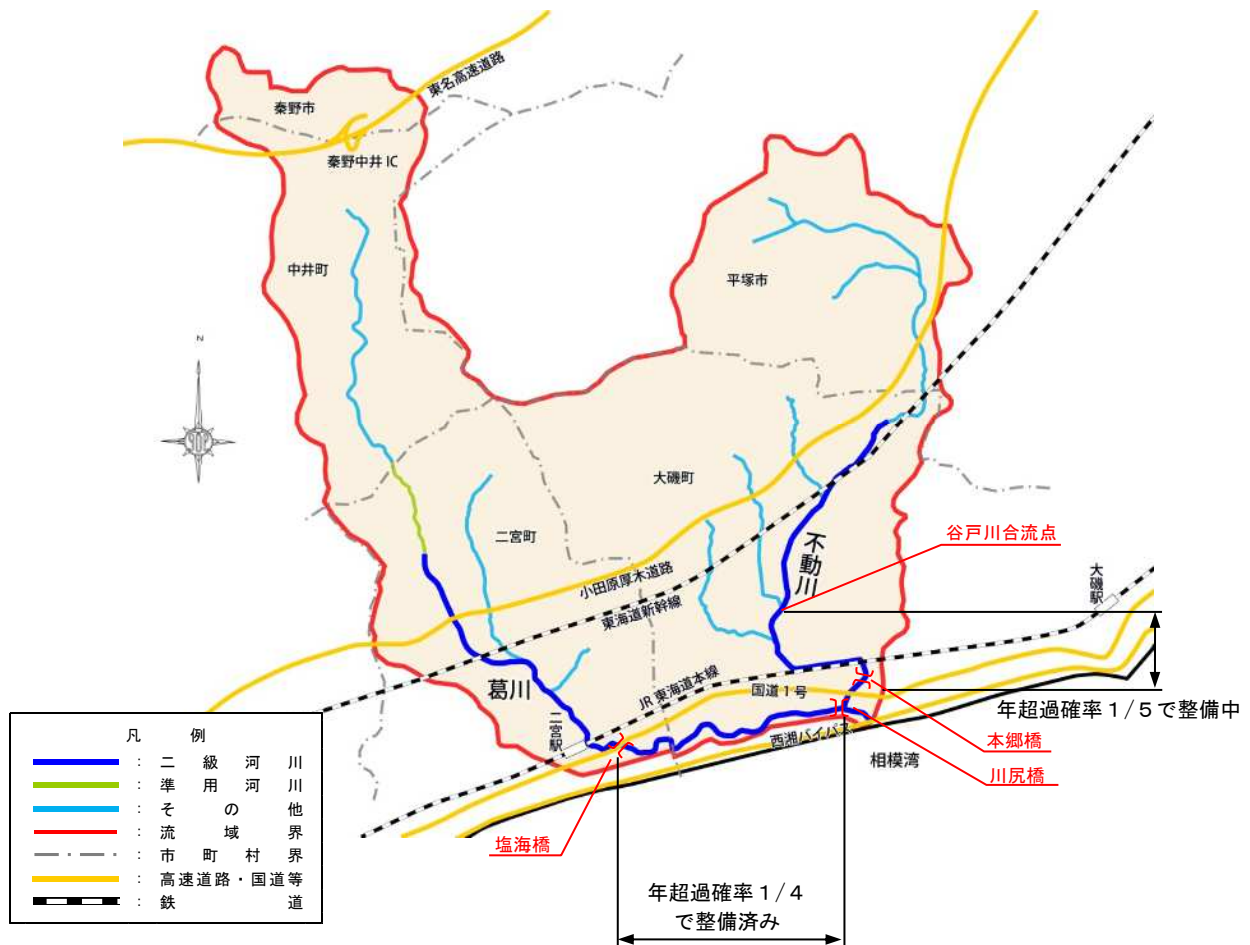 東名高速道路
秦野市
秦野中井 IC
中井町
平塚市
N
大磯町
二宮町
谷戸川合流点
不動川
小田原厚木道路
東海道新幹線
大磯駅
葛川
JR 東海道本線
国道 1 号
二宮駅
西湘バイパス
相模湾
年超過確率 1/5 で整備中
本郷橋
川尻橋
塩海橋
年超過確率 1/4
で整備済み
凡 例
: 二 級 河 川
: 準 用 河 川
: そ の 他
: 流 域 界
: 市 町 村 界
: 高速道路・国道等
: 鉄 道